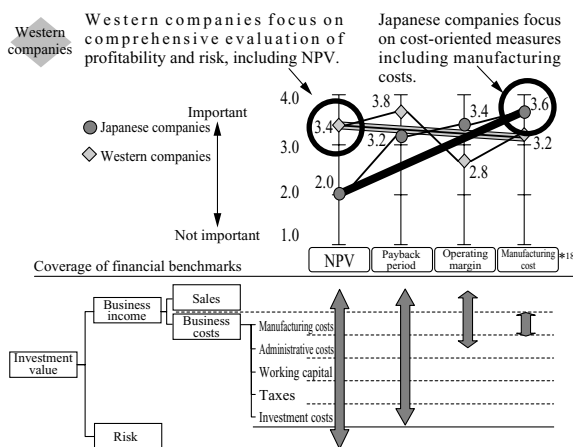 Western
companies
Western companies focus on
comprehensive evaluation of
profitability and risk, including NPV.
Japanese companies focus
on cost-oriented measures
including manufacturing
costs.
Important
Japanese companies
Western companies
Not important
4.0
3.0
2.0
1.0
3.4
2.0
3.8
3.2
3.4
2.8
3.6
3.2
NPV
Payback
period
Operating
margin
Manufacturing
cost
*18
Coverage of financial benchmarks
Investment
value
Business
income
Risk
Sales
Business
costs
Manufacturing costs
Administrative costs
Working capital
Taxes
Investment costs